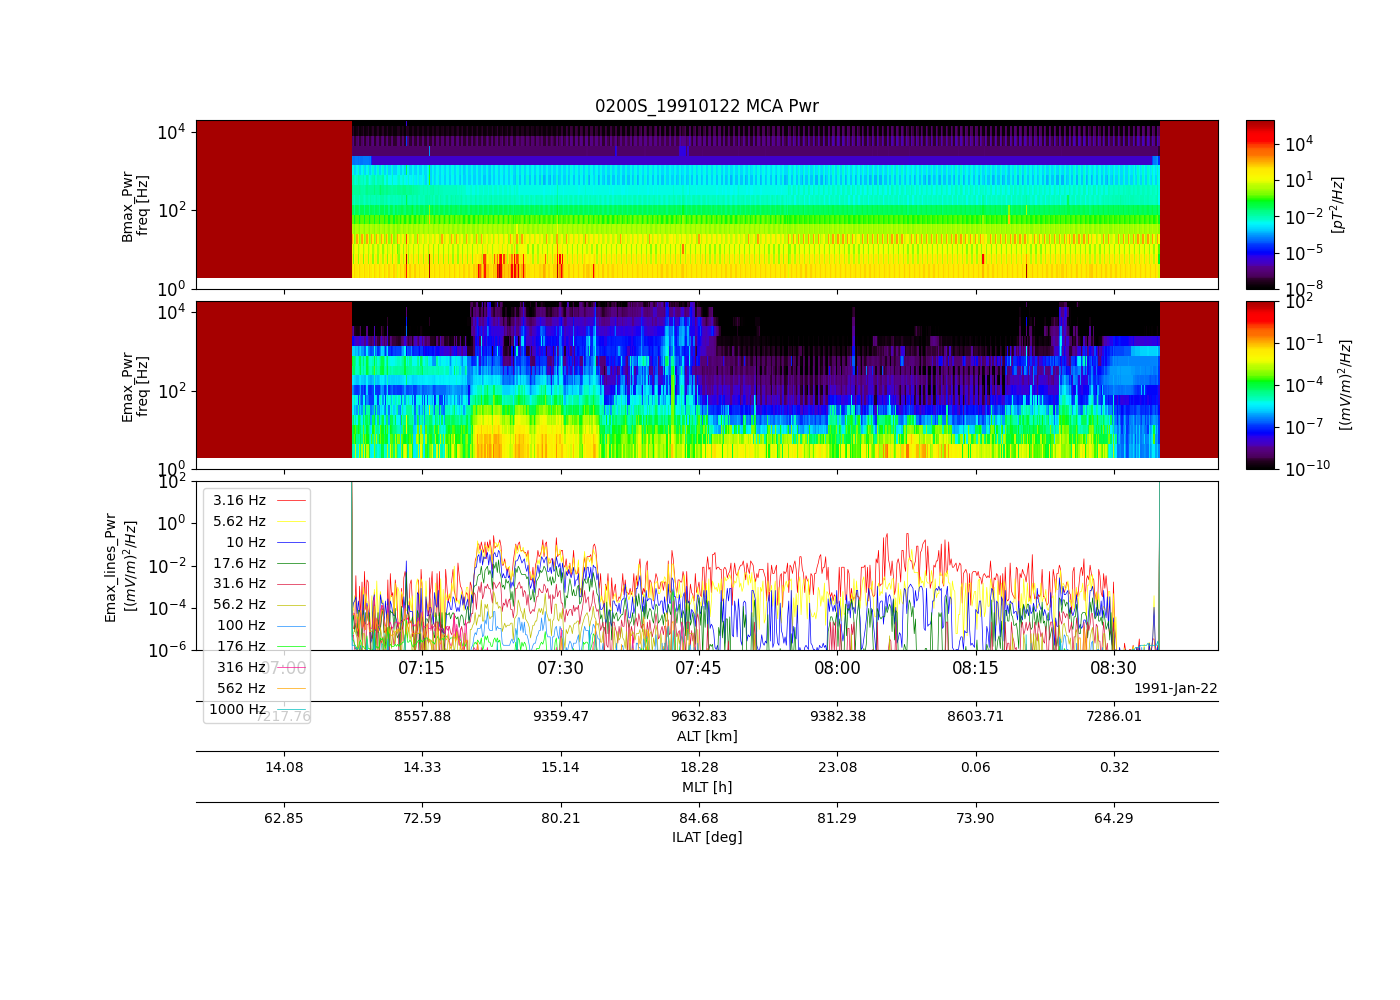 0200S_19910122 MCA Pwr
10^4
10^2
10^0
Bmax_Pwr
freq [Hz]
10^4
10^1
10^-2
10^-5
10^-8
[pT^2/Hz]
10^4
10^2
10^0
Emax_Pwr
freq [Hz]
10^2
10^-1
10^-4
10^-7
10^-10
[(mV/m)^2/Hz]
10^2
10^0
10^-2
10^-4
10^-6
Emax_lines_Pwr
[(mV/m)^2/Hz]
3.16 Hz
5.62 Hz
10 Hz
17.6 Hz
31.6 Hz
56.2 Hz
100 Hz
176 Hz
316 Hz
562 Hz
1000 Hz
07:00 07:15 07:30 07:45 08:00 08:15 08:30
1991-Jan-22
7217.76 8557.88 9359.47 9632.83 9382.38 8603.71 7286.01
ALT [km]
14.08 14.33 15.14 18.28 23.08 0.06 0.32
MLT [h]
62.85 72.59 80.21 84.68 81.29 73.90 64.29
ILAT [deg]